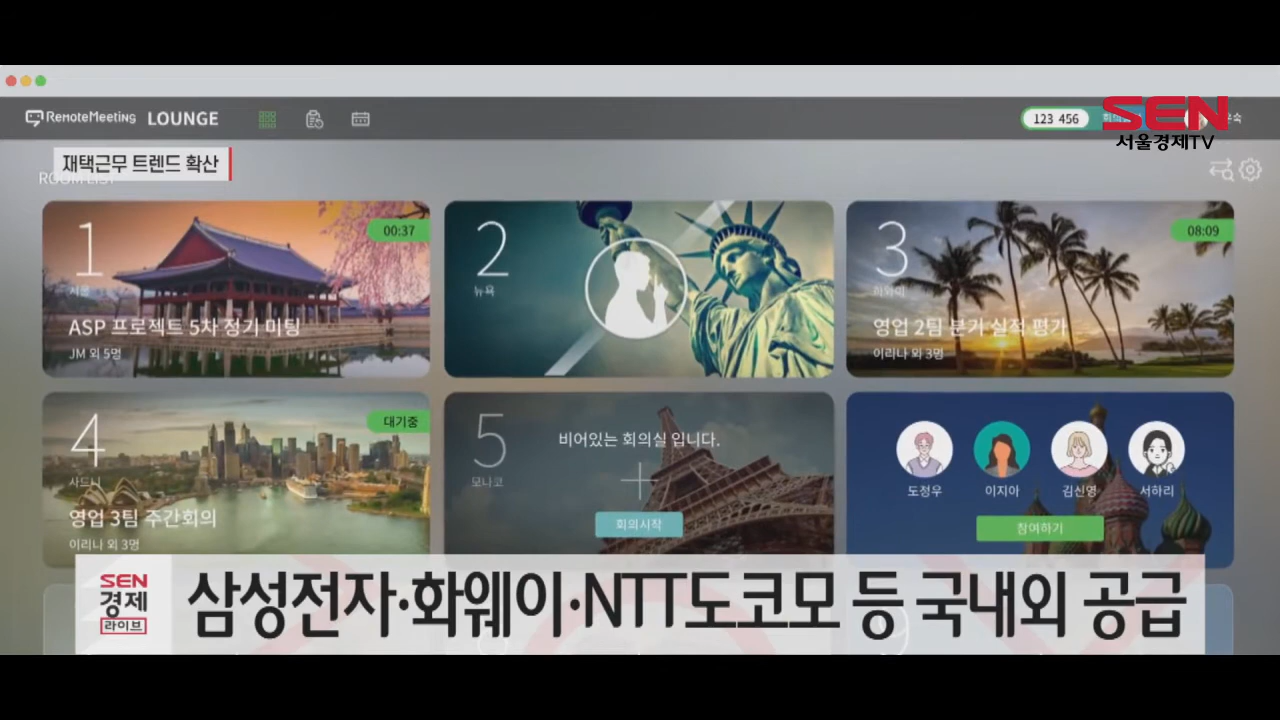 RemoteMeeting LOUNGE
123 456
SEN
서울경제TV
재택근무 트렌드 확산
ROOM LIST
1
서울
00:37
ASP 프로젝트 5차 정기 미팅
JM 외 5명
2
뉴욕
3
하와이
08:09
영업 2팀 분기 실적 평가
이리나 외 3명
4
시드니
대기중
영업 3팀 주간회의
이리나 외 3명
5
모나코
비어있는 회의실 입니다.
회의시작
도정우 이지아 김신영 서하리
참여하기
SEN
경제
라이브
삼성전자·화웨이·NTT도코모 등 국내외 공급
9